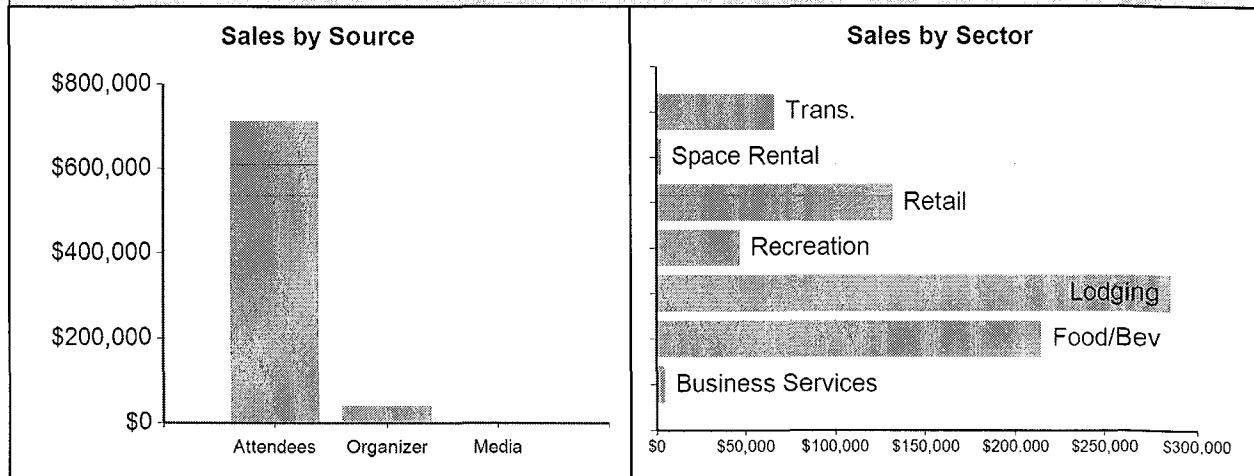 Sales by Source
$800,000
$600,000
$400,000
$200,000
$0
Attendees Organizer Media
Sales by Sector
Trans.
Space Rental
Retail
Recreation
Lodging
Food/Bev
Business Services
$0 $50,000 $100,000 $150,000 $200,000 $250,000 $300,000